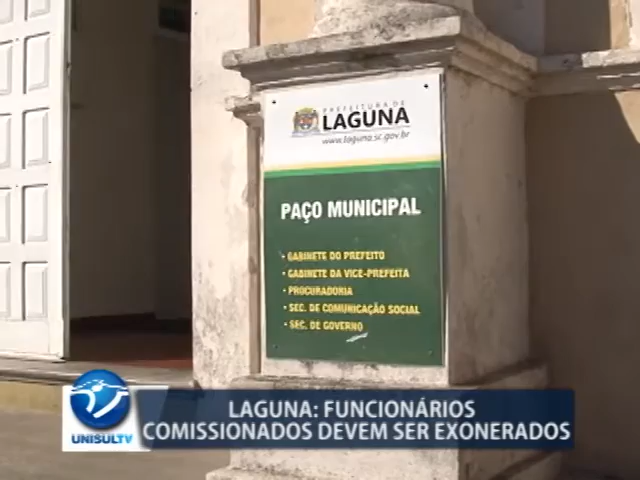 PREFEITURA DE
LAGUNA
www.laguna.sc.gov.br
PAÇO MUNICIPAL
• GABINETE DO PREFEITO
• GABINETE DA VICE-PREFEITA
• PROCURADORIA
• SEC. DE COMUNICAÇÃO SOCIAL
• SEC. DE GOVERNO
LAGUNA: FUNCIONÁRIOS
COMISSIONADOS DEVEM SER EXONERADOS
UNISULTV